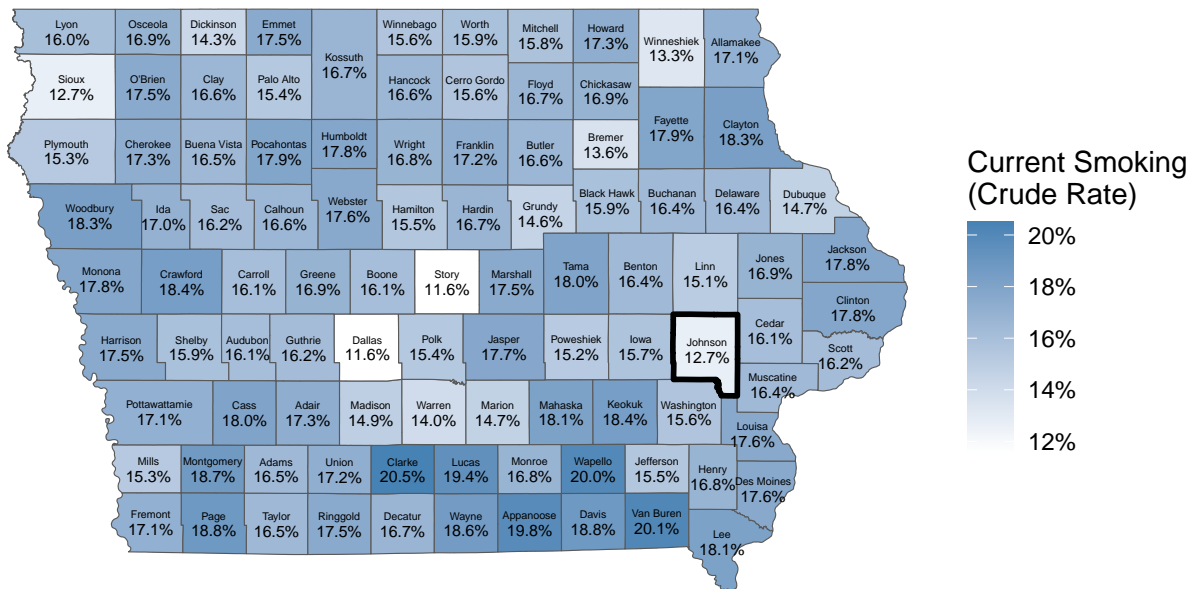 Lyon
16.0%
Osceola
16.9%
Dickinson
14.3%
Emmet
17.5%
Kossuth
16.7%
Winnebago
15.6%
Worth
15.9%
Mitchell
15.8%
Howard
17.3%
Winneshiek
13.3%
Allamakee
17.1%
Sioux
12.7%
O'Brien
17.5%
Clay
16.6%
Palo Alto
15.4%
Hancock
16.6%
Cerro Gordo
15.6%
Floyd
16.7%
Chickasaw
16.9%
Fayette
17.9%
Clayton
18.3%
Plymouth
15.3%
Cherokee
17.3%
Buena Vista
16.5%
Pocahontas
17.9%
Humboldt
17.8%
Wright
16.8%
Franklin
17.2%
Butler
16.6%
Bremer
13.6%
Woodbury
18.3%
Ida
17.0%
Sac
16.2%
Calhoun
16.6%
Webster
17.6%
Hamilton
15.5%
Hardin
16.7%
Grundy
14.6%
Black Hawk
15.9%
Buchanan
16.4%
Delaware
16.4%
Dubuque
14.7%
Monona
17.8%
Crawford
18.4%
Carroll
16.1%
Greene
16.9%
Boone
16.1%
Story
11.6%
Marshall
17.5%
Tama
18.0%
Benton
16.4%
Linn
15.1%
Jones
16.9%
Jackson
17.8%
Clinton
17.8%
Harrison
17.5%
Shelby
15.9%
Audubon
16.1%
Guthrie
16.2%
Dallas
11.6%
Polk
15.4%
Jasper
17.7%
Poweshiek
15.2%
Iowa
15.7%
Johnson
12.7%
Cedar
16.1%
Scott
16.2%
Muscatine
16.4%
Pottawattamie
17.1%
Cass
18.0%
Adair
17.3%
Madison
14.9%
Warren
14.0%
Marion
14.7%
Mahaska
18.1%
Keokuk
18.4%
Washington
15.6%
Louisa
17.6%
Mills
15.3%
Montgomery
18.7%
Adams
16.5%
Union
17.2%
Clarke
20.5%
Lucas
19.4%
Monroe
16.8%
Wapello
20.0%
Jefferson
15.5%
Henry
16.8%
Des Moines
17.6%
Fremont
17.1%
Page
18.8%
Taylor
16.5%
Ringgold
17.5%
Decatur
16.7%
Wayne
18.6%
Appanoose
19.8%
Davis
18.8%
Van Buren
20.1%
Lee
18.1%
Current Smoking
(Crude Rate)
20%
18%
16%
14%
12%